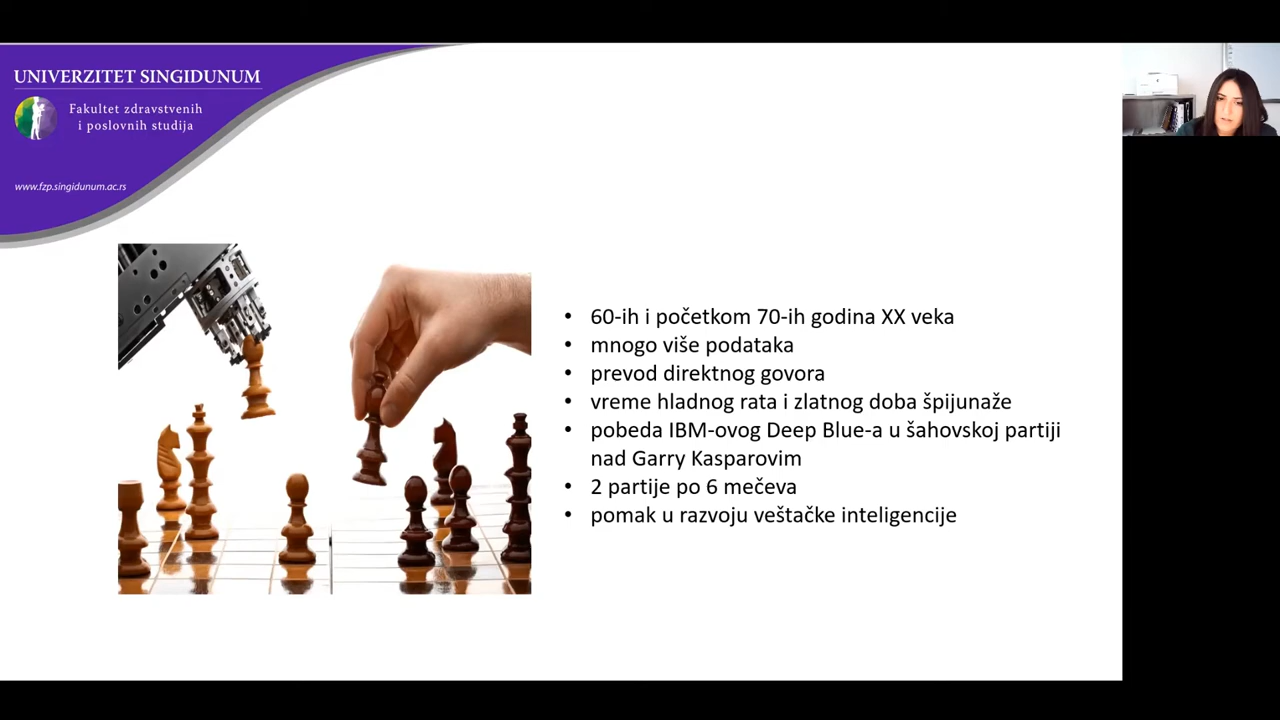 UNIVERZITET SINGIDUNUM
Fakultet zdravstvenih
i poslovnih studija
www.fzp.singidunum.ac.rs
• 60-ih i početkom 70-ih godina XX veka
• mnogo više podataka
• prevod direktnog govora
• vreme hladnog rata i zlatnog doba špijunaže
• pobeda IBM-ovog Deep Blue-a u šahovskoj partiji
nad Garry Kasparovim
• 2 partije po 6 mečeva
• pomak u razvoju veštačke inteligencije